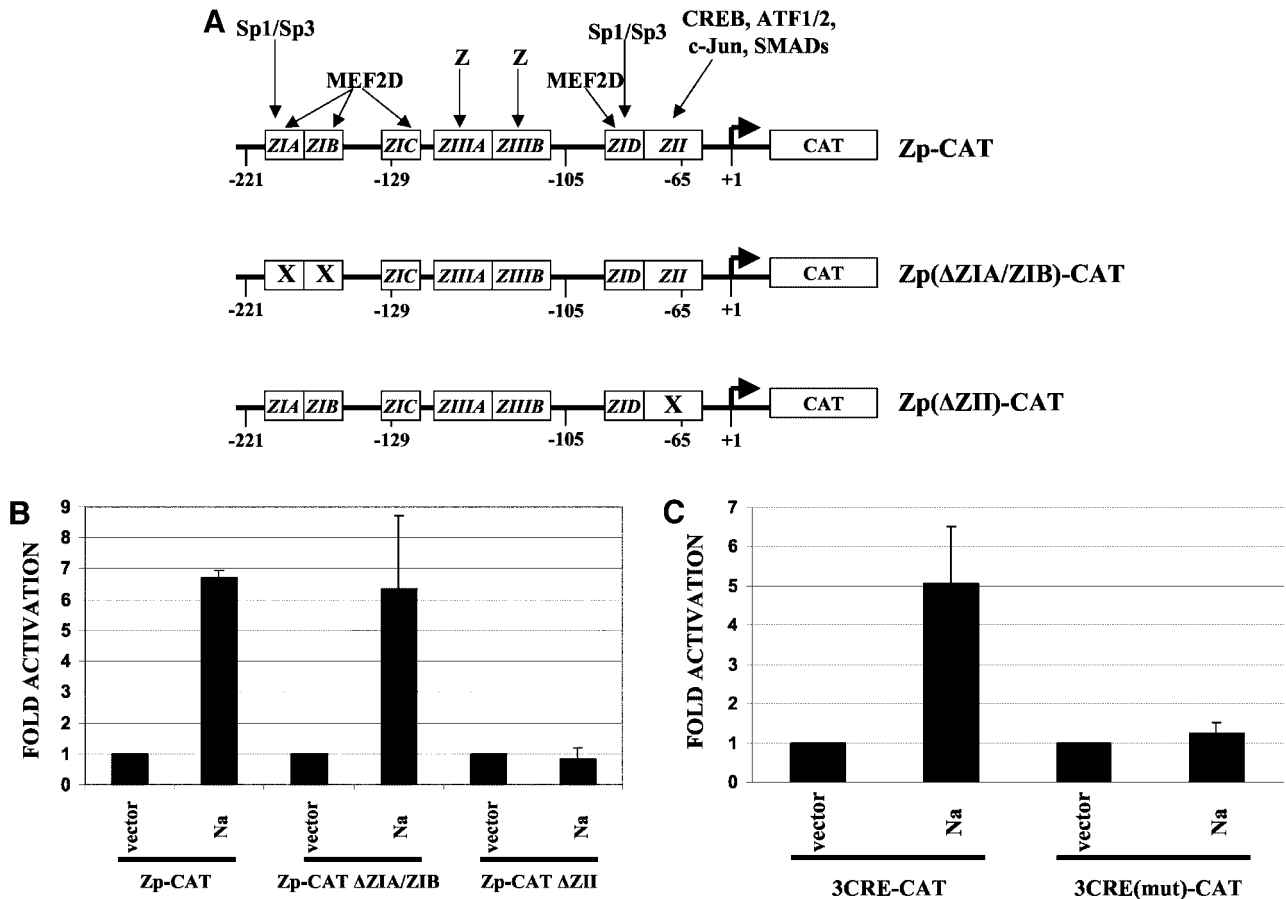 A
Sp1/Sp3
MEF2D
Z
Z
MEF2D
Sp1/Sp3
CREB, ATF1/2,
c-Jun, SMADs
ZIA ZIB ZIC ZIIIA ZIIIB ZID ZII CAT Zp-CAT
-221 -129 -105 -65 +1
X X ZIC ZIIIA ZIIIB ZID ZII CAT Zp(ΔZIA/ZIB)-CAT
-221 -129 -105 -65 +1
ZIA ZIB ZIC ZIIIA ZIIIB ZID X CAT Zp(ΔZII)-CAT
-221 -129 -105 -65 +1
B
FOLD ACTIVATION
9
8
7
6
5
4
3
2
1
0
vector Na vector Na vector Na
Zp-CAT Zp-CAT ΔZIA/ZIB Zp-CAT ΔZII
C
FOLD ACTIVATION
7
6
5
4
3
2
1
0
vector Na vector Na
3CRE-CAT 3CRE(mut)-CAT